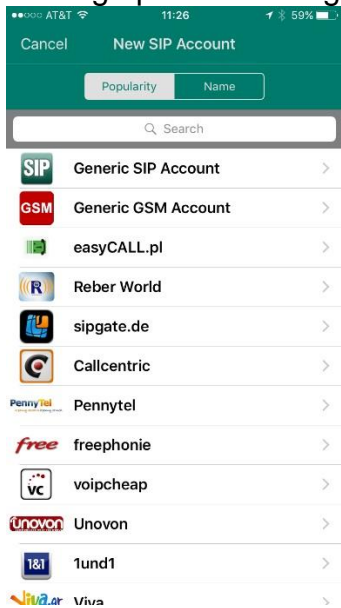 AT&T 11:26 59%
Cancel New SIP Account
Popularity Name
Search
SIP Generic SIP Account
GSM Generic GSM Account
easyCALL.pl
R Reber World
sipgate.de
Callcentric
PennyTel Pennytel
free freephonie
vc voipcheap
unovon Unovon
1&1 1und1
Viva.gr Viva